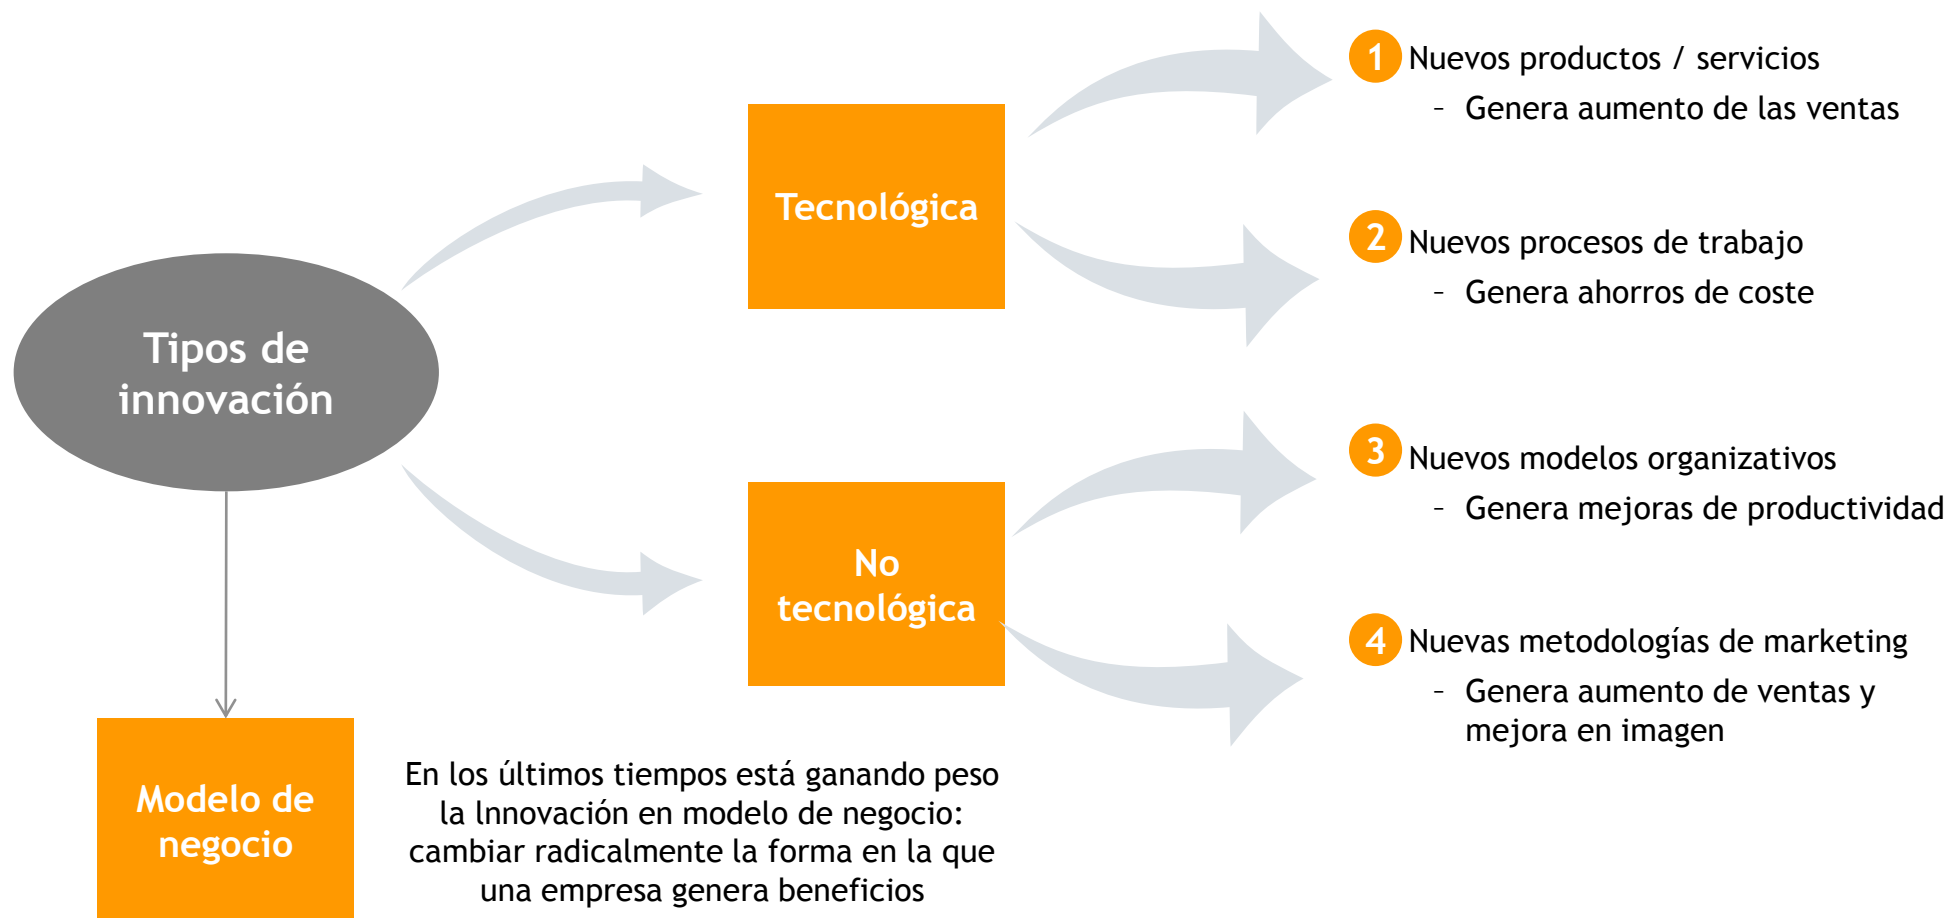 Tipos de
innovación
Tecnológica
1 Nuevos productos / servicios
– Genera aumento de las ventas
2 Nuevos procesos de trabajo
– Genera ahorros de coste
No
tecnológica
3 Nuevos modelos organizativos
– Genera mejoras de productividad
4 Nuevas metodologías de marketing
– Genera aumento de ventas y
mejora en imagen
Modelo de
negocio
En los últimos tiempos está ganando peso
la Innovación en modelo de negocio:
cambiar radicalmente la forma en la que
una empresa genera beneficios